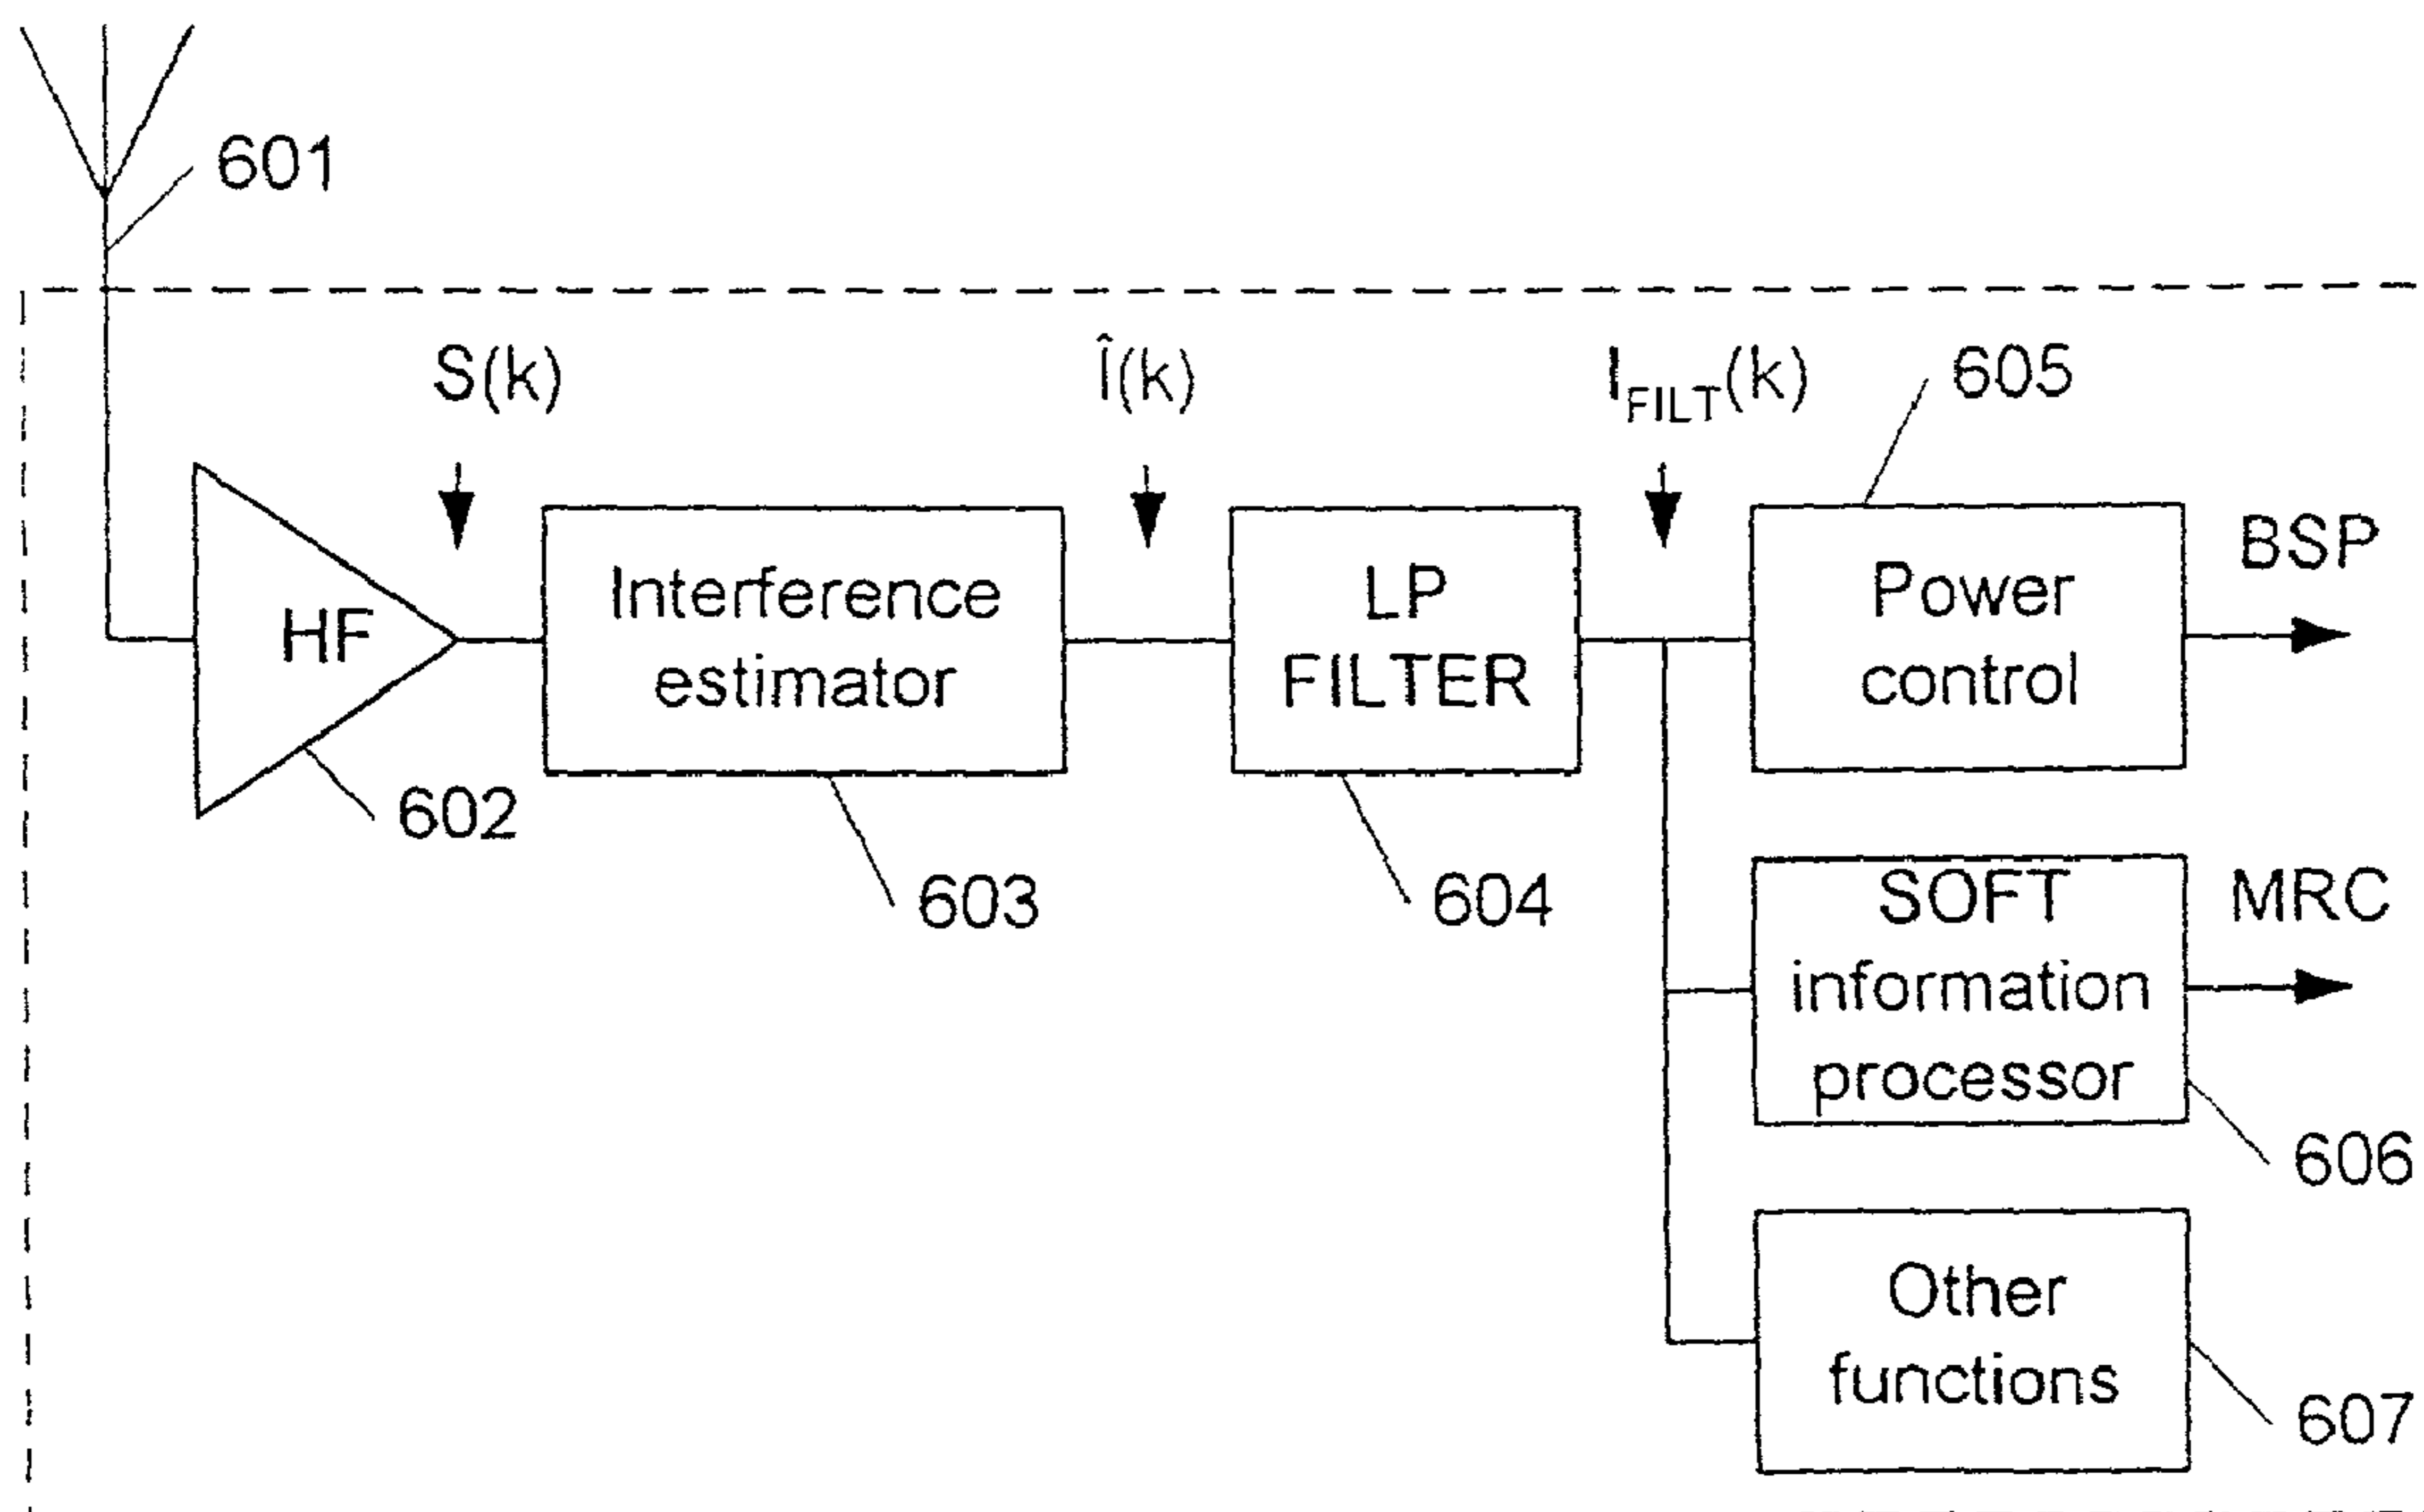 601
S(k)
Î(k)
I_FILT(k)
605
HF
602
Interference
estimator
603
LP
FILTER
604
Power
control
BSP
SOFT
information
processor
MRC
606
Other
functions
607